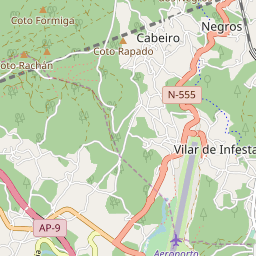 Coto Formiga
Negros
Cabeiro
Coto Rapado
Coto Rachán
N-555
Vilar de Infesta
AP-9
Aeroporto